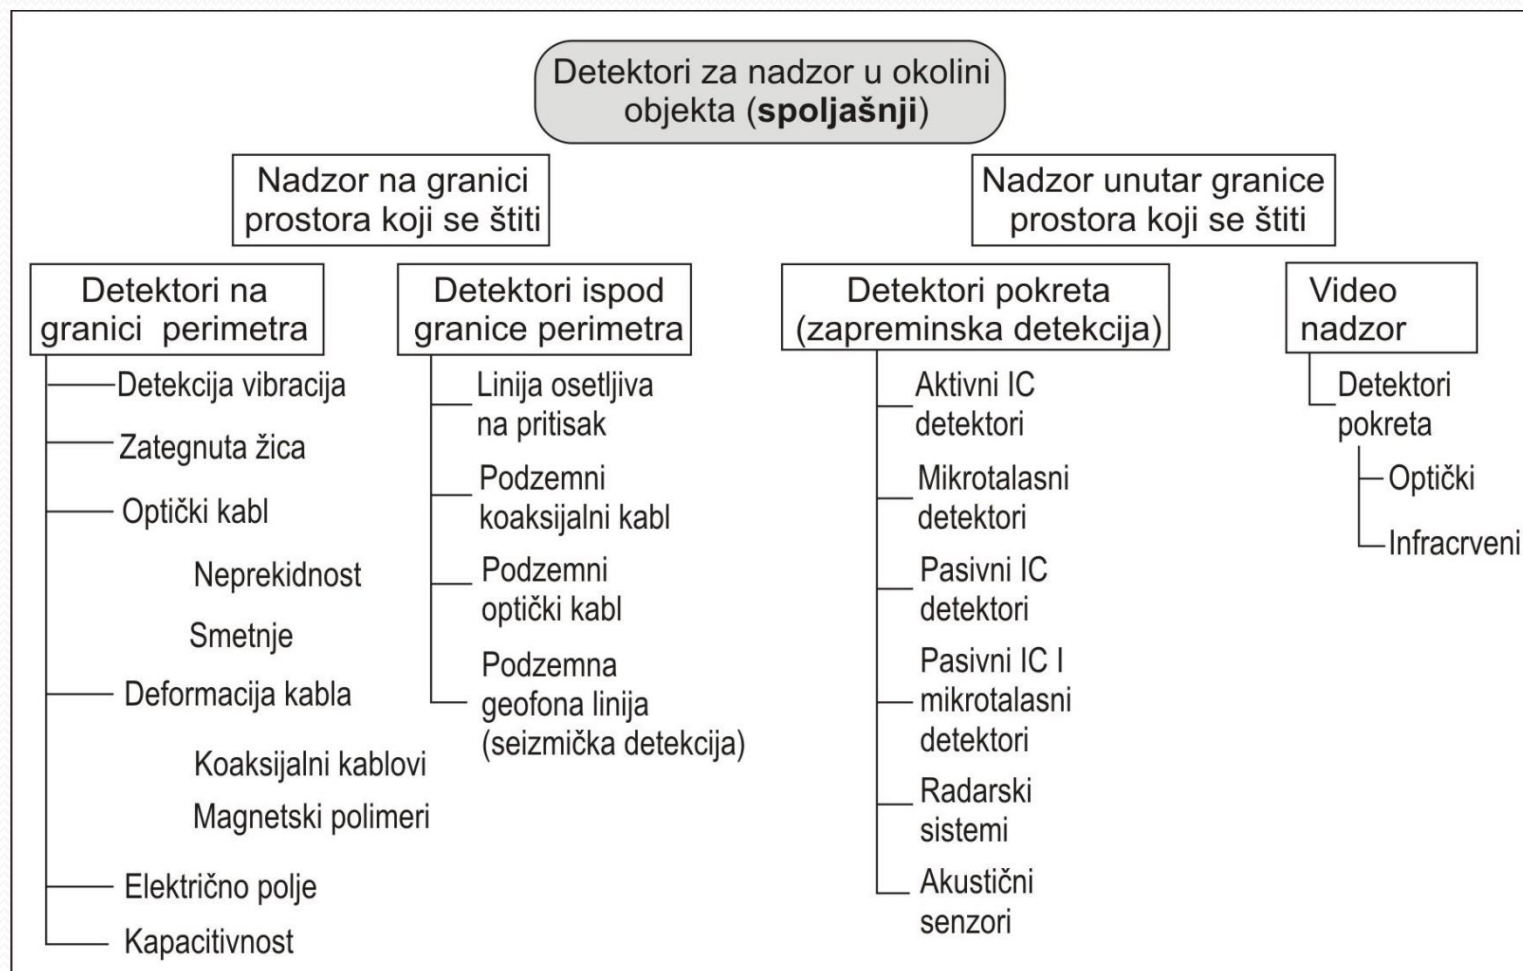 Detektori za nadzor u okolini
objekta (spoljašnji)
Nadzor na granici
prostora koji se štiti
Nadzor unutar granice
prostora koji se štiti
Detektori na
granici perimetra
Detekcija vibracija
Zategnuta žica
Optički kabl
Neprekidnost
Smetnje
Deformacija kabla
Koaksijalni kablovi
Magnetski polimeri
Električno polje
Kapacitivnost
Detektori ispod
granice perimetra
Linija osetljiva
na pritisak
Podzemni
koaksijalni kabl
Podzemni
optički kabl
Podzemna
geofona linija
(seizmička detekcija)
Detektori pokreta
(zapreminska detekcija)
Aktivni IC
detektori
Mikrotalasni
detektori
Pasivni IC
detektori
Pasivni IC I
mikrotalasni
detektori
Radarski
sistemi
Akustični
senzori
Video
nadzor
Detektori
pokreta
Optički
Infracrveni